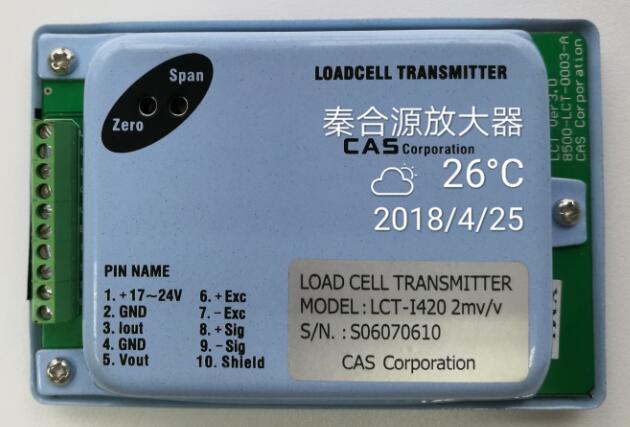 Span
Zero
LOADCELL TRANSMITTER
秦合源放大器
CAS Corporation
26°C
2018/4/25
PIN NAME
1. +17~24V
2. GND
3. Iout
4. GND
5. Vout
6. +Exc
7. -Exc
8. +Sig
9. -Sig
10. Shield
LOAD CELL TRANSMITTER
MODEL : LCT-I420 2mv/v
S/N. : S06070610
CAS Corporation
LCT Ver3.0
8500-LCT-0003-A
CAS Corporation